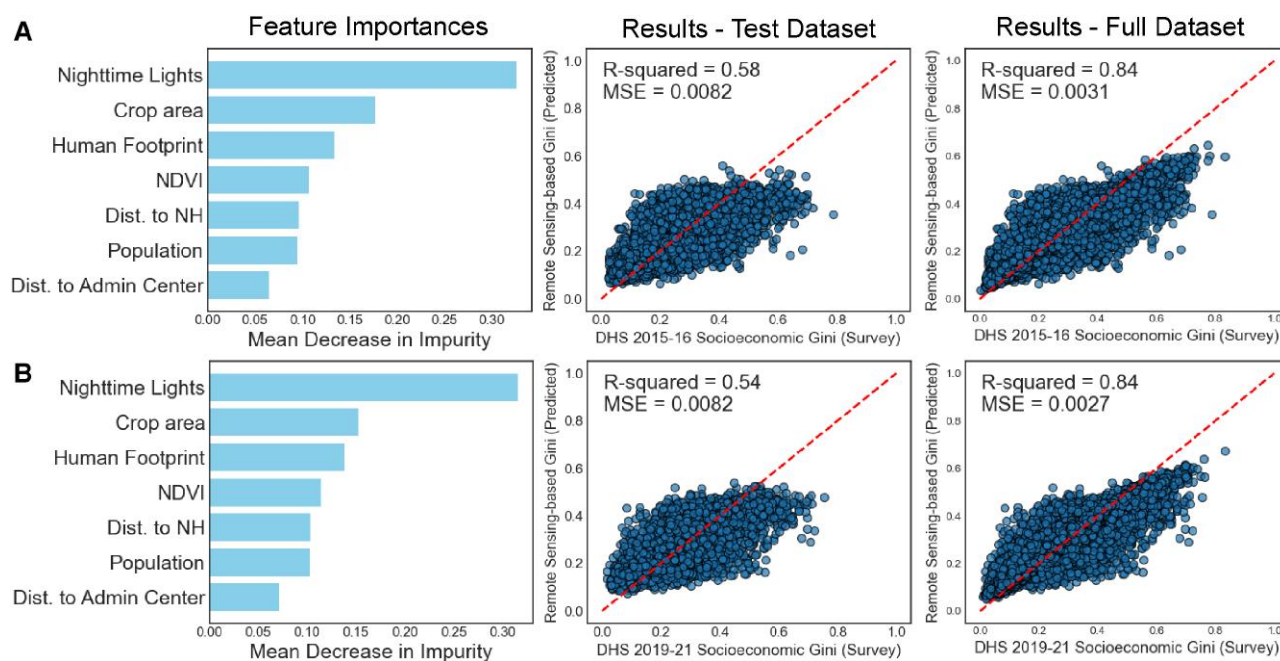 A
Feature Importances
Nighttime Lights
Crop area
Human Footprint
NDVI
Dist. to NH
Population
Dist. to Admin Center
0.00 0.05 0.10 0.15 0.20 0.25 0.30
Mean Decrease in Impurity
Results - Test Dataset
R-squared = 0.58
MSE = 0.0082
Remote Sensing-based Gini (Predicted)
1.0
0.8
0.6
0.4
0.2
0.0
0.0 0.2 0.4 0.6 0.8 1.0
DHS 2015-16 Socioeconomic Gini (Survey)
Results - Full Dataset
R-squared = 0.84
MSE = 0.0031
Remote Sensing-based Gini (Predicted)
1.0
0.8
0.6
0.4
0.2
0.0
0.0 0.2 0.4 0.6 0.8 1.0
DHS 2015-16 Socioeconomic Gini (Survey)
B
Nighttime Lights
Crop area
Human Footprint
NDVI
Dist. to NH
Population
Dist. to Admin Center
0.00 0.05 0.10 0.15 0.20 0.25 0.30
Mean Decrease in Impurity
R-squared = 0.54
MSE = 0.0082
Remote Sensing-based Gini (Predicted)
1.0
0.8
0.6
0.4
0.2
0.0
0.0 0.2 0.4 0.6 0.8 1.0
DHS 2019-21 Socioeconomic Gini (Survey)
R-squared = 0.84
MSE = 0.0027
Remote Sensing-based Gini (Predicted)
1.0
0.8
0.6
0.4
0.2
0.0
0.0 0.2 0.4 0.6 0.8 1.0
DHS 2019-21 Socioeconomic Gini (Survey)